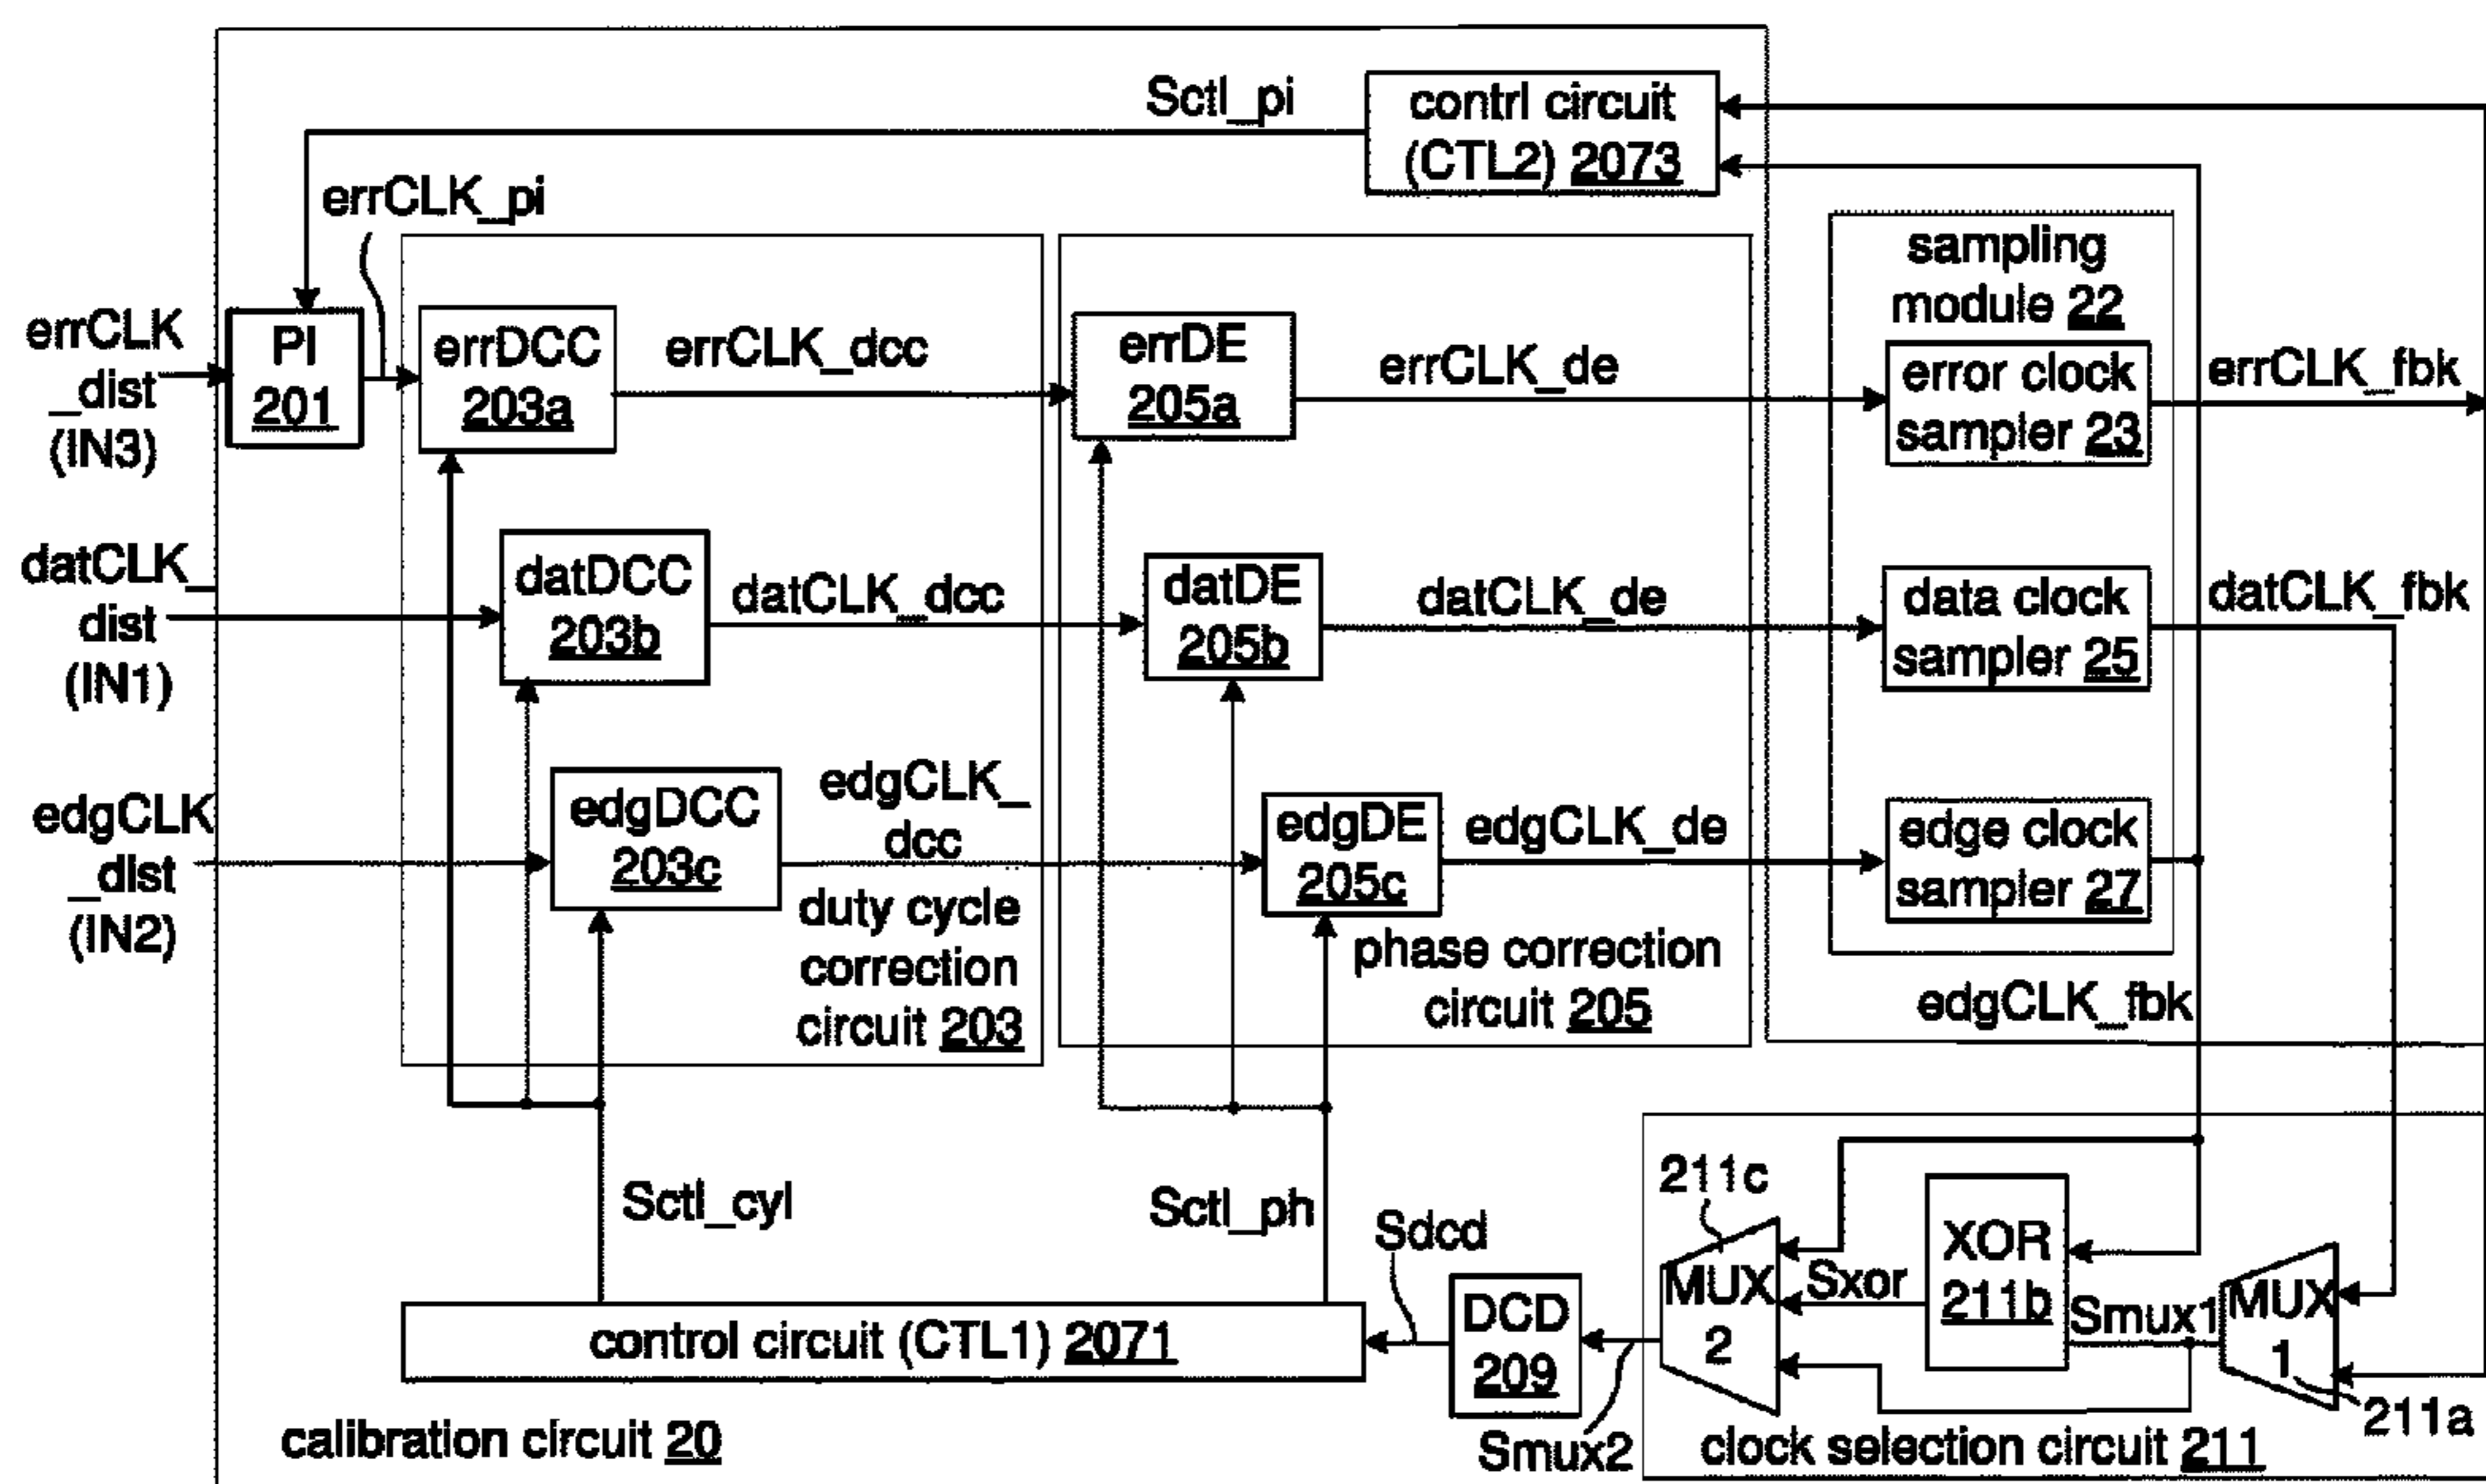 Sctl_pi
contrl circuit
(CTL2) 2073
errCLK_pi
sampling
module 22
errCLK
_dist
(IN3)
PI
201
errDCC
203a
errCLK_dcc
errDE
205a
errCLK_de
error clock
sampler 23
errCLK_fbk
datCLK_
dist
(IN1)
datDCC
203b
datCLK_dcc
datDE
205b
datCLK_de
data clock
sampler 25
datCLK_fbk
edgCLK
_dist
(IN2)
edgDCC
203c
edgCLK_
dcc
edgDE
205c
edgCLK_de
edge clock
sampler 27
duty cycle
correction
circuit 203
phase correction
circuit 205
edgCLK_fbk
Sctl_cyl
Sctl_ph
Sdcd
211c
MUX
2
Sxor
XOR
211b
Smux1
MUX
1
211a
control circuit (CTL1) 2071
DCD
209
Smux2
calibration circuit 20
clock selection circuit 211